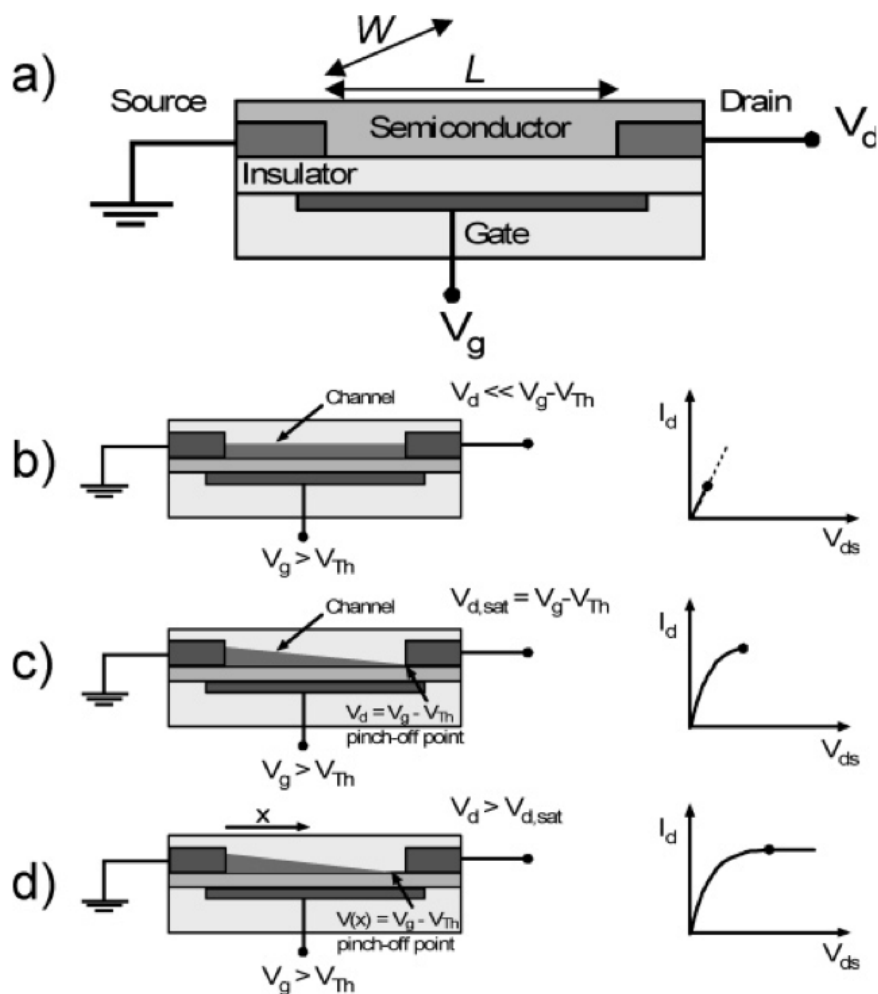 a)
W
L
Source
Drain
Semiconductor
V_d
Insulator
Gate
V_g
b)
Channel
V_d << V_g-V_Th
V_g > V_Th
I_d
V_ds
c)
Channel
V_d,sat = V_g-V_Th
V_d = V_g - V_Th
pinch-off point
V_g > V_Th
I_d
V_ds
d)
x
V_d > V_d,sat
V(x) = V_g - V_Th
pinch-off point
V_g > V_Th
I_d
V_ds